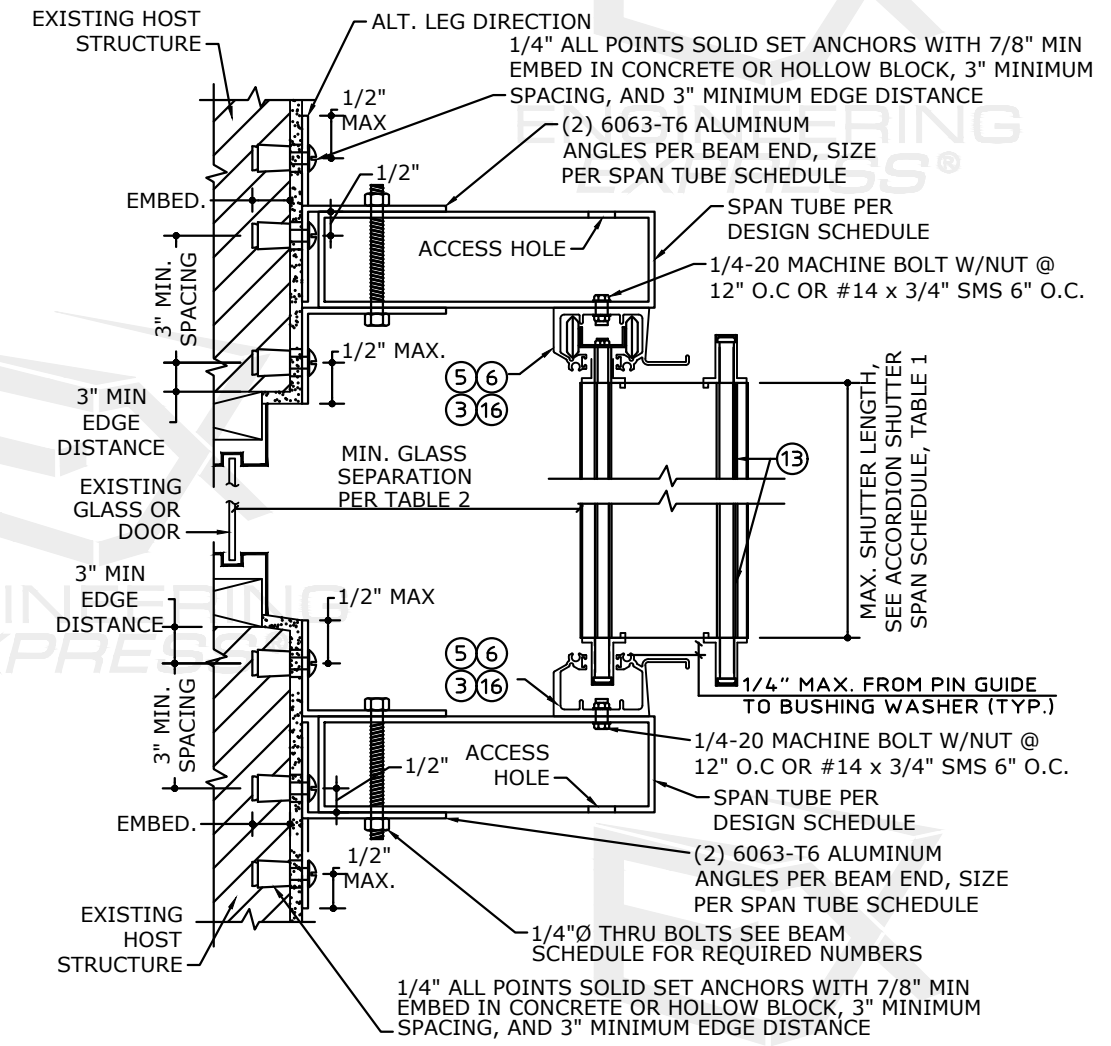 EXISTING HOST
STRUCTURE
ALT. LEG DIRECTION
1/4" ALL POINTS SOLID SET ANCHORS WITH 7/8" MIN
EMBED IN CONCRETE OR HOLLOW BLOCK, 3" MINIMUM
SPACING, AND 3" MINIMUM EDGE DISTANCE
1/2"
MAX
(2) 6063-T6 ALUMINUM
ANGLES PER BEAM END, SIZE
PER SPAN TUBE SCHEDULE
ENGINEERING
EXPRESS®
1/2"
EMBED.
SPAN TUBE PER
DESIGN SCHEDULE
ACCESS HOLE
1/4-20 MACHINE BOLT W/NUT @
12" O.C OR #14 x 3/4" SMS 6" O.C.
3" MIN.
SPACING
1/2" MAX.
5 6
3 16
3" MIN
EDGE
DISTANCE
MIN. GLASS
SEPARATION
PER TABLE 2
13
MAX. SHUTTER LENGTH,
SEE ACCORDION SHUTTER
SPAN SCHEDULE, TABLE 1
EXISTING
GLASS OR
DOOR
3" MIN
EDGE
DISTANCE
1/2" MAX
INEERING
XPRESS
5 6
3 16
1/4" MAX. FROM PIN GUIDE
TO BUSHING WASHER (TYP.)
3" MIN.
SPACING
1/4-20 MACHINE BOLT W/NUT @
12" O.C OR #14 x 3/4" SMS 6" O.C.
ACCESS
HOLE
1/2"
SPAN TUBE PER
DESIGN SCHEDULE
EMBED.
(2) 6063-T6 ALUMINUM
ANGLES PER BEAM END, SIZE
PER SPAN TUBE SCHEDULE
1/2"
MAX.
EXISTING
HOST
STRUCTURE
1/4"Ø THRU BOLTS SEE BEAM
SCHEDULE FOR REQUIRED NUMBERS
1/4" ALL POINTS SOLID SET ANCHORS WITH 7/8" MIN
EMBED IN CONCRETE OR HOLLOW BLOCK, 3" MINIMUM
SPACING, AND 3" MINIMUM EDGE DISTANCE